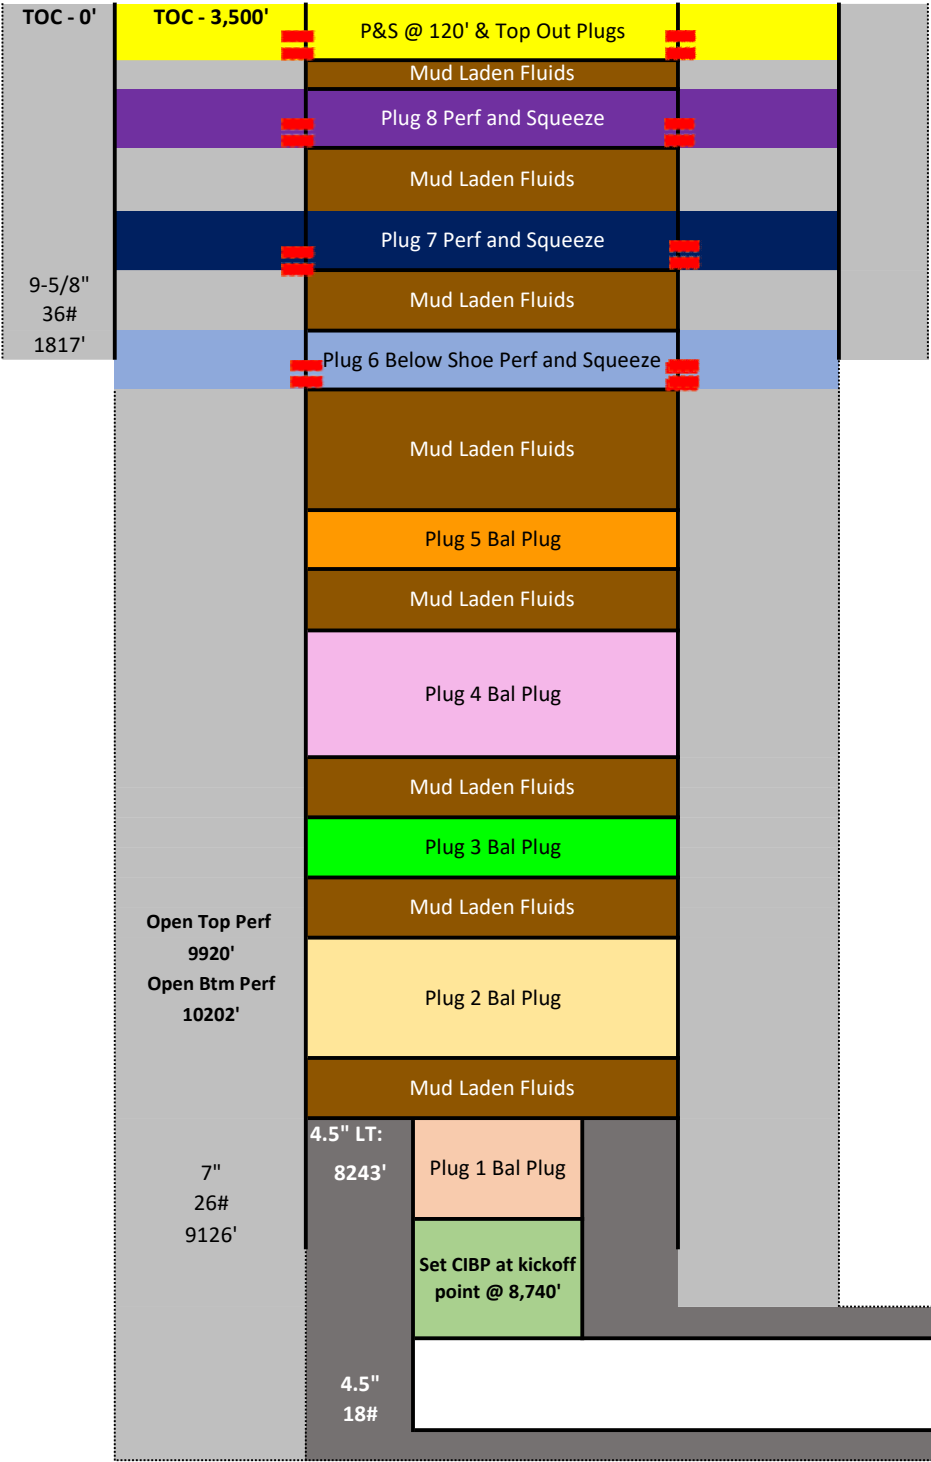 TOC - 0'
TOC - 3,500'
P&S @ 120' & Top Out Plugs
Mud Laden Fluids
Plug 8 Perf and Squeeze
Mud Laden Fluids
Plug 7 Perf and Squeeze
9-5/8"
36#
1817'
Mud Laden Fluids
Plug 6 Below Shoe Perf and Squeeze
Mud Laden Fluids
Plug 5 Bal Plug
Mud Laden Fluids
Plug 4 Bal Plug
Mud Laden Fluids
Plug 3 Bal Plug
Mud Laden Fluids
Open Top Perf
9920'
Open Btm Perf
10202'
Plug 2 Bal Plug
Mud Laden Fluids
4.5" LT:
8243'
Plug 1 Bal Plug
7"
26#
9126'
Set CIBP at kickoff
point @ 8,740'
4.5"
18#